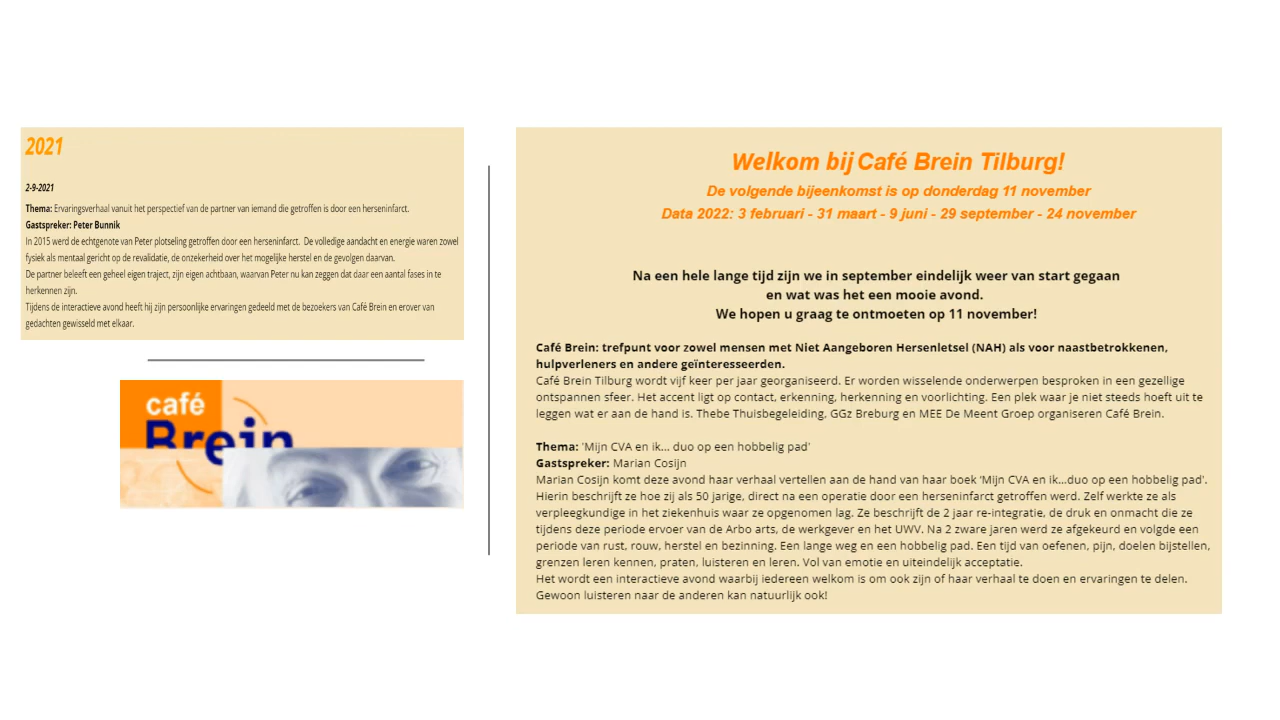 2021
2-9-2021
Thema: Ervaringsverhaal vanuit het perspectief van de partner van iemand die getroffen is door een herseninfarct.
Gastspreker: Peter Bunnik
In 2015 werd de echtgenote van Peter plotseling getroffen door een herseninfarct. De volledige aandacht en energie waren zowel
fysiek als mentaal gericht op de revalidatie, de onzekerheid over het mogelijke herstel en de gevolgen daarvan.
De partner beleeft een geheel eigen traject, zijn eigen achtbaan, waarvan Peter nu kan zeggen dat daar een aantal fases in te
herkennen zijn.
Tijdens de interactieve avond heeft hij zijn persoonlijke ervaringen gedeeld met de bezoekers van Café Brein en erover van
gedachten gewisseld met elkaar.
café
Brein
Welkom bij Café Brein Tilburg!
De volgende bijeenkomst is op donderdag 11 november
Data 2022: 3 februari - 31 maart - 9 juni - 29 september - 24 november
Na een hele lange tijd zijn we in september eindelijk weer van start gegaan
en wat was het een mooie avond.
We hopen u graag te ontmoeten op 11 november!
Café Brein: trefpunt voor zowel mensen met Niet Aangeboren Hersenletsel (NAH) als voor naastbetrokkenen,
hulpverleners en andere geïnteresseerden.
Café Brein Tilburg wordt vijf keer per jaar georganiseerd. Er worden wisselende onderwerpen besproken in een gezellige
ontspannen sfeer. Het accent ligt op contact, erkenning, herkenning en voorlichting. Een plek waar je niet steeds hoeft uit te
leggen wat er aan de hand is. Thebe Thuisbegeleiding, GGz Breburg en MEE De Meent Groep organiseren Café Brein.
Thema: 'Mijn CVA en ik... duo op een hobbelig pad'
Gastspreker: Marian Cosijn
Marian Cosijn komt deze avond haar verhaal vertellen aan de hand van haar boek 'Mijn CVA en ik...duo op een hobbelig pad'.
Hierin beschrijft ze hoe zij als 50 jarige, direct na een operatie door een herseninfarct getroffen werd. Zelf werkte ze als
verpleegkundige in het ziekenhuis waar ze opgenomen lag. Ze beschrijft de 2 jaar re-integratie, de druk en onmacht die ze
tijdens deze periode ervoer van de Arbo arts, de werkgever en het UWV. Na 2 zware jaren werd ze afgekeurd en volgde een
periode van rust, rouw, herstel en bezinning. Een lange weg en een hobbelig pad. Een tijd van oefenen, pijn, doelen bijstellen,
grenzen leren kennen, praten, luisteren en leren. Vol van emotie en uiteindelijk acceptatie.
Het wordt een interactieve avond waarbij iedereen welkom is om ook zijn of haar verhaal te doen en ervaringen te delen.
Gewoon luisteren naar de anderen kan natuurlijk ook!